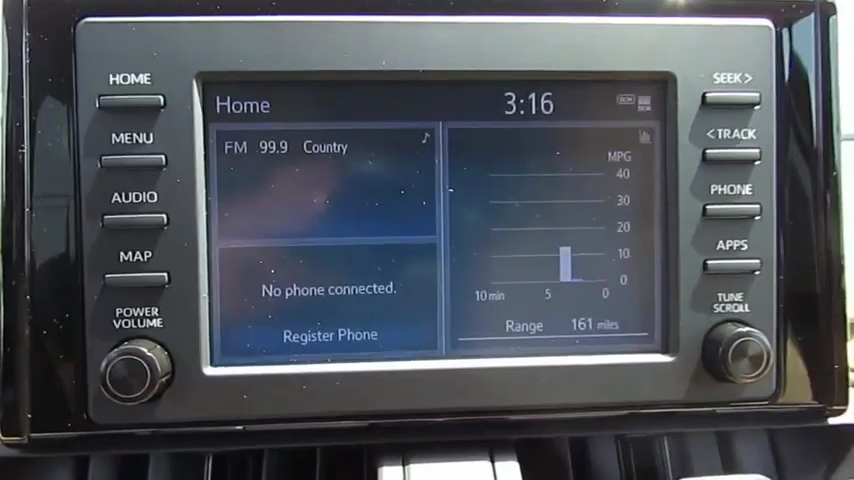 HOME
MENU
AUDIO
MAP
POWER
VOLUME
Home
3:16
DCM
FM 99.9 Country
No phone connected.
Register Phone
MPG
40
30
20
10
0
10 min 5 0
Range 161 miles
SEEK >
< TRACK
PHONE
APPS
TUNE
SCROLL